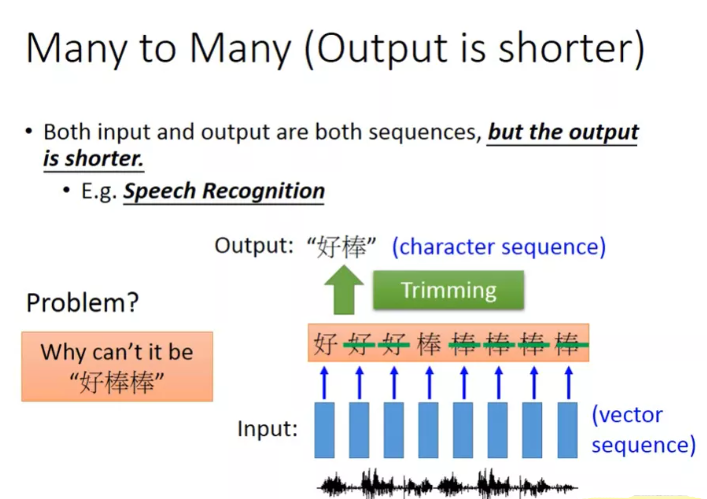 Many to Many (Output is shorter)
• Both input and output are both sequences, but the output
is shorter.
• E.g. Speech Recognition
Output: “好棒” (character sequence)
Trimming
Problem?
Why can't it be
“好棒棒”
好 好 好 棒 棒 棒 棒 棒
Input:
(vector
sequence)